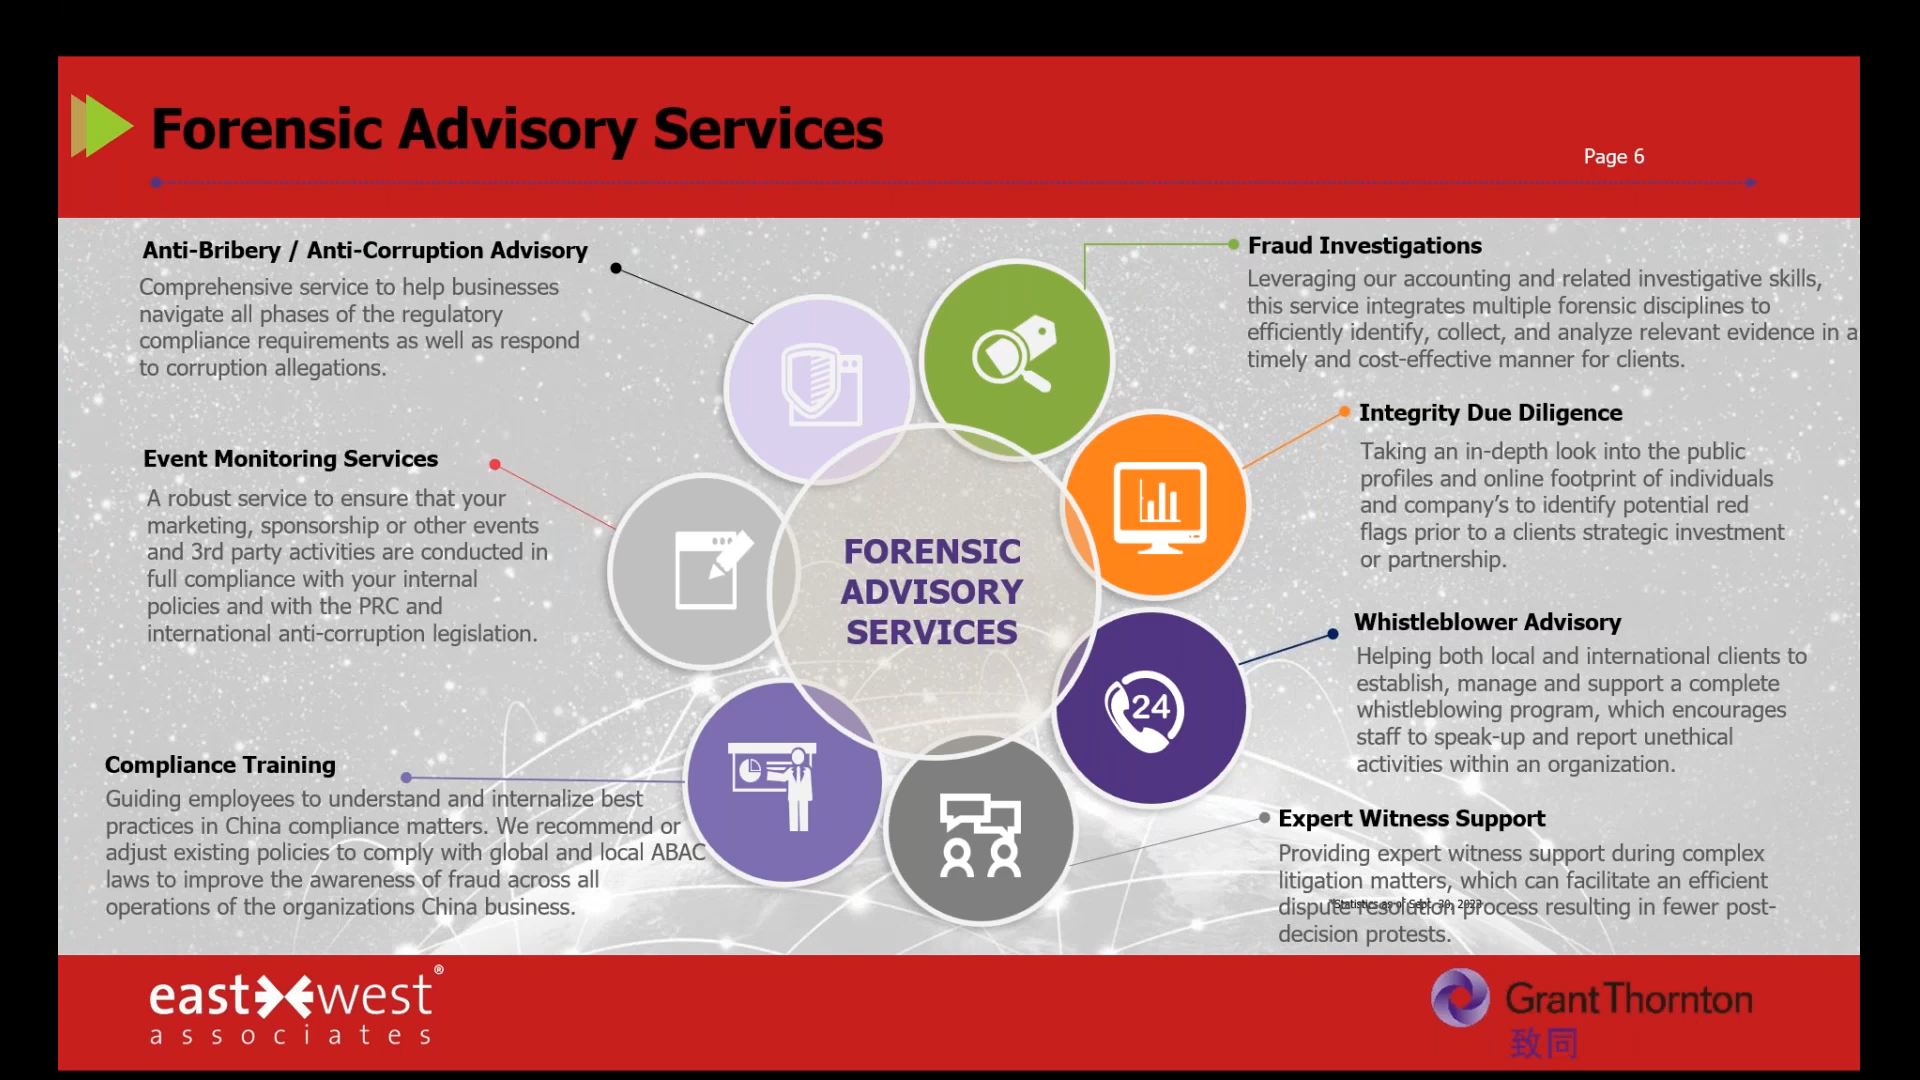 Forensic Advisory Services
Page 6
Anti-Bribery / Anti-Corruption Advisory
Comprehensive service to help businesses
navigate all phases of the regulatory
compliance requirements as well as respond
to corruption allegations.
Event Monitoring Services
A robust service to ensure that your
marketing, sponsorship or other events
and 3rd party activities are conducted in
full compliance with your internal
policies and with the PRC and
international anti-corruption legislation.
Compliance Training
Guiding employees to understand and internalize best
practices in China compliance matters. We recommend or
adjust existing policies to comply with global and local ABAC
laws to improve the awareness of fraud across all
operations of the organizations China business.
FORENSIC
ADVISORY
SERVICES
24
Fraud Investigations
Leveraging our accounting and related investigative skills,
this service integrates multiple forensic disciplines to
efficiently identify, collect, and analyze relevant evidence in a
timely and cost-effective manner for clients.
Integrity Due Diligence
Taking an in-depth look into the public
profiles and online footprint of individuals
and company's to identify potential red
flags prior to a clients strategic investment
or partnership.
Whistleblower Advisory
Helping both local and international clients to
establish, manage and support a complete
whistleblowing program, which encourages
staff to speak-up and report unethical
activities within an organization.
Expert Witness Support
Providing expert witness support during complex
litigation matters, which can facilitate an efficient
dispute resolution process resulting in fewer post-
decision protests.
*Statistics as of Sept. 30, 2023
east west®
associates
Grant Thornton
致同